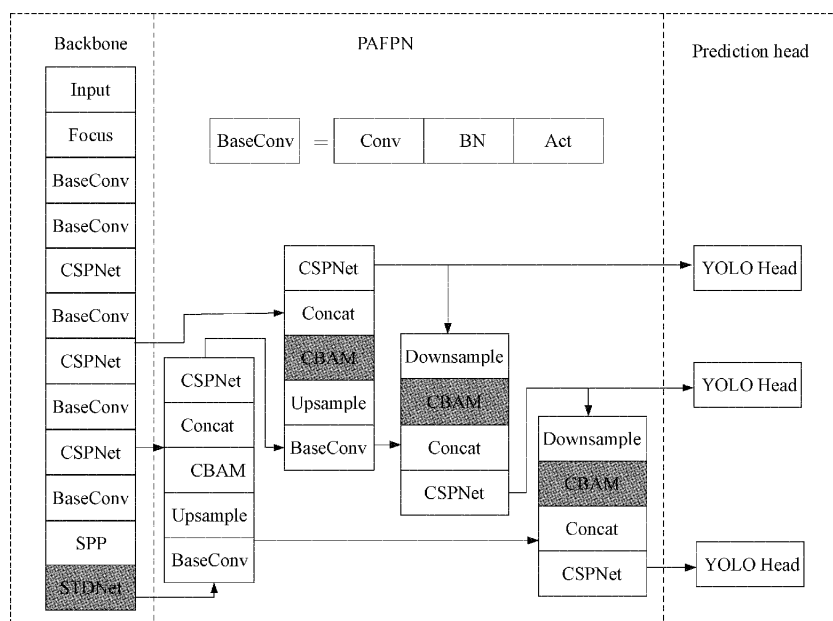 Backbone
PAFPN
Prediction head
Input
Focus
BaseConv
BaseConv
CSPNet
BaseConv
CSPNet
BaseConv
CSPNet
BaseConv
SPP
STDNet
BaseConv = Conv BN Act
CSPNet
Concat
CBAM
Upsample
BaseConv
CSPNet
Concat
CBAM
Upsample
BaseConv
Downsample
CBAM
Concat
CSPNet
Downsample
CBAM
Concat
CSPNet
YOLO Head
YOLO Head
YOLO Head